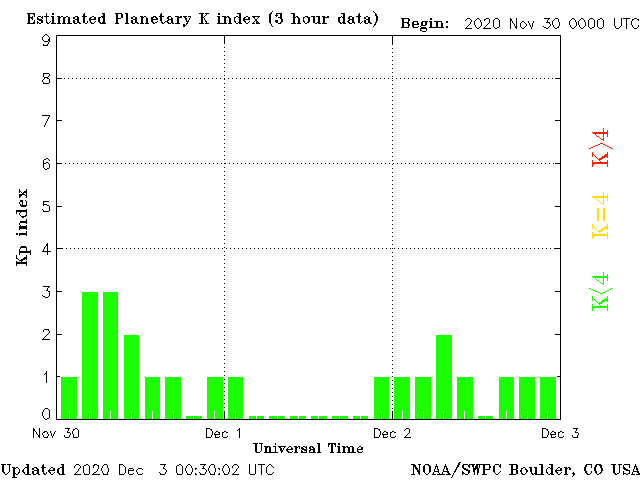 Estimated Planetary K index (3 hour data) Begin: 2020 Nov 30 0000 UTC
9
8
7
6
5
4
3
2
1
0
Kp index
K>4
K=4
K<4
Nov 30 Dec 1 Dec 2 Dec 3
Universal Time
Updated 2020 Dec 3 00:30:02 UTC NOAA/SWPC Boulder, CO USA